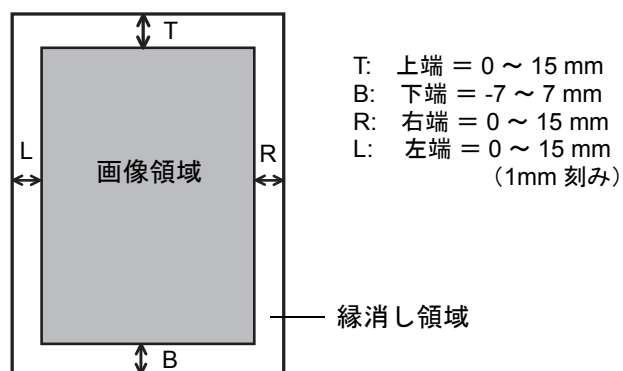 T
T: 上端 = 0 ～ 15 mm
B: 下端 = -7 ～ 7 mm
R: 右端 = 0 ～ 15 mm
L: 左端 = 0 ～ 15 mm
（1mm 刻み）
L
画像領域
R
縁消し領域
B